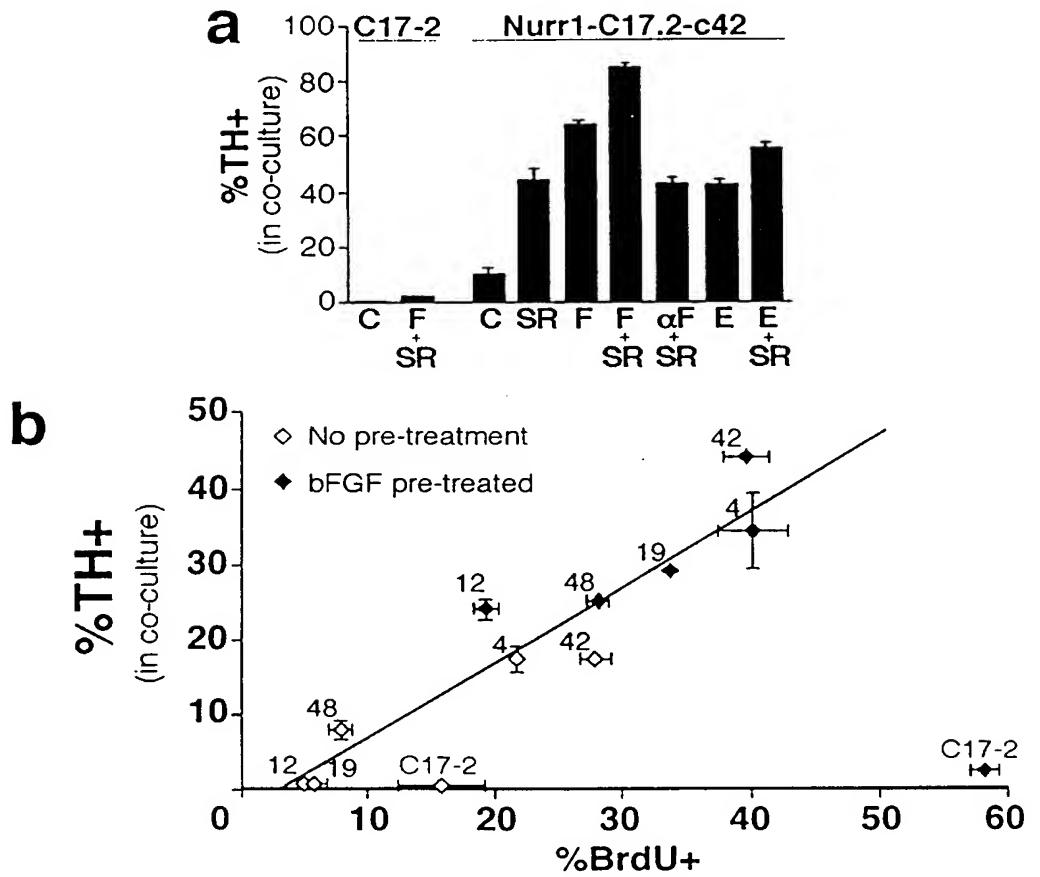 a
C17-2 Nurr1-C17.2-c42
%TH+
(in co-culture)
100
80
60
40
20
0
C F + SR C SR F F + SR αF + SR E E + SR
b
%TH+
(in co-culture)
50
40
30
20
10
◇ No pre-treatment
◆ bFGF pre-treated
42
4
19
48
12
4
42
48
12
19
C17-2
C17-2
0 10 20 30 40 50 60
%BrdU+